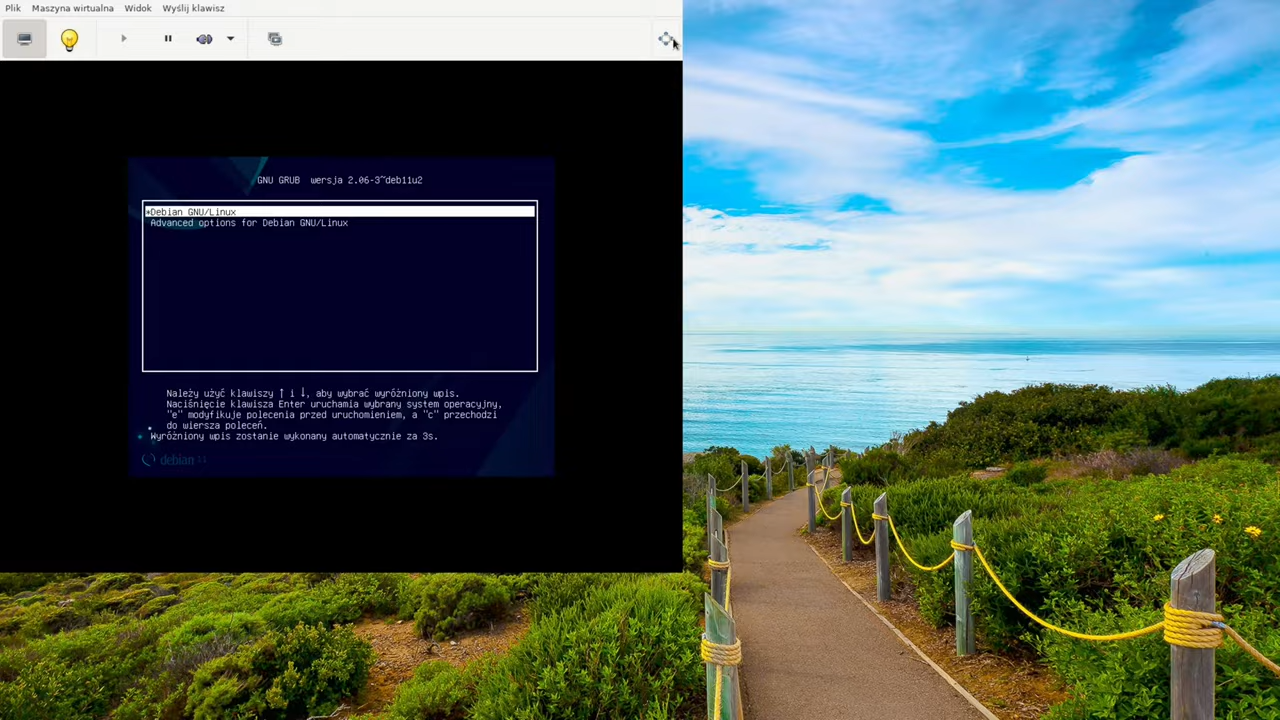 Plik Maszyna wirtualna Widok Wyślij klawisz
GNU GRUB wersja 2.06-3~deb11u2
*Debian GNU/Linux
Advanced options for Debian GNU/Linux
Należy użyć klawiszy ↑ i ↓, aby wybrać wyróżniony wpis.
Naciśnięcie klawisza Enter uruchamia wybrany system operacyjny,
"e" modyfikuje polecenia przed uruchomieniem, a "c" przechodzi
do wiersza poleceń.
Wyróżniony wpis zostanie wykonany automatycznie za 3s.
debian 11